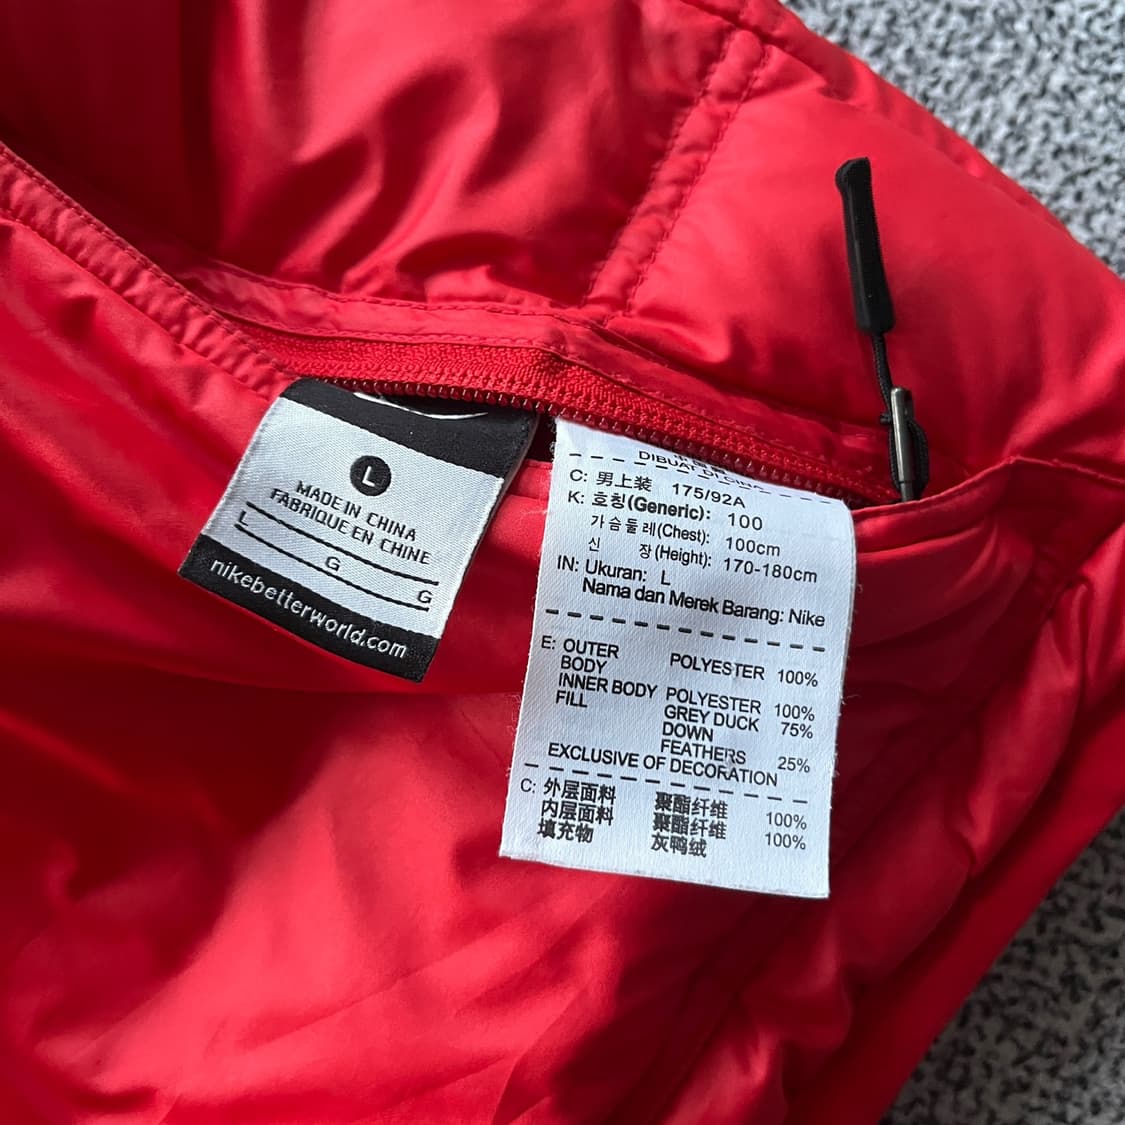 L
MADE IN CHINA
FABRIQUE EN CHINE
L
G
G
nikebetterworld.com
DIBUAT DI CINA
C: 男上装 175/92A
K: 호칭(Generic): 100
가슴둘레(Chest): 100cm
신 장(Height): 170-180cm
IN: Ukuran: L
Nama dan Merek Barang: Nike
E: OUTER BODY POLYESTER 100%
INNER BODY POLYESTER 100%
FILL GREY DUCK DOWN 75%
FEATHERS 25%
EXCLUSIVE OF DECORATION
C: 外层面料 聚酯纤维 100%
内层面料 聚酯纤维 100%
填充物 灰鸭绒